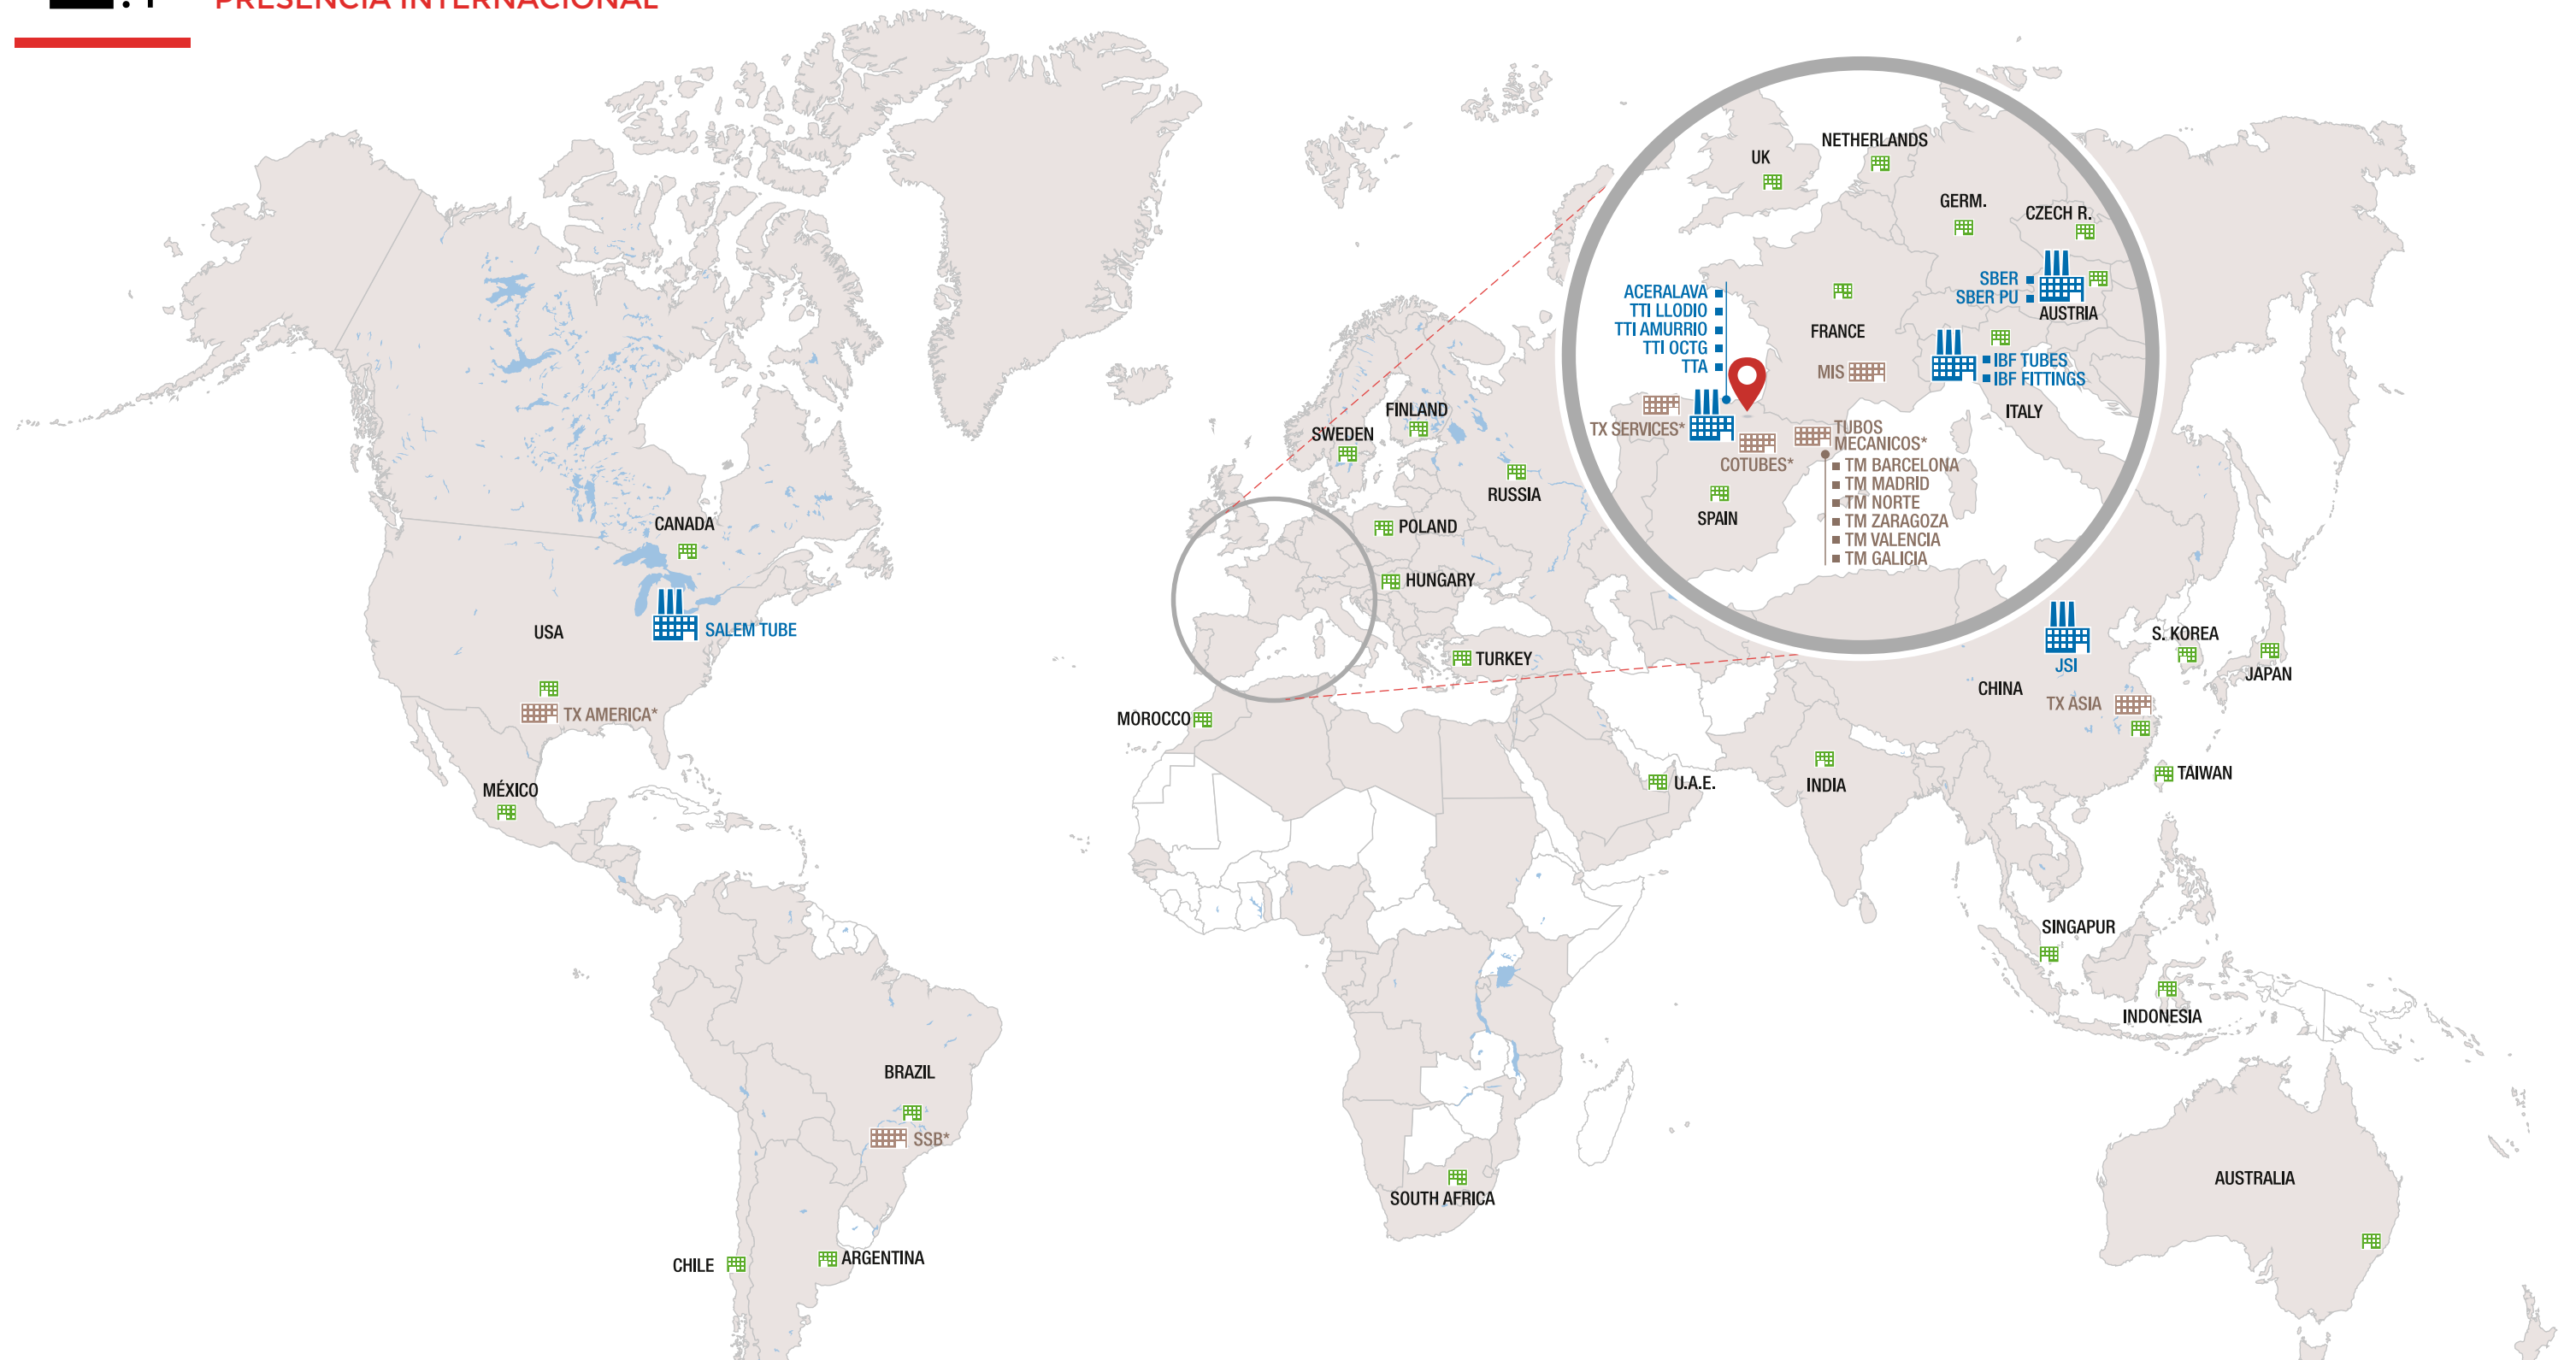 PRESENCIA INTERNACIONAL
UK
NETHERLANDS
GERM.
CZECH R.
SBER
SBER PU
AUSTRIA
ACERALAVA
TTI LLODIO
TTI AMURRIO
TTI OCTG
TTA
FRANCE
MIS
IBF TUBES
IBF FITTINGS
ITALY
TX SERVICES*
COTUBES*
TUBOS
MECANICOS*
TM BARCELONA
TM MADRID
TM NORTE
TM ZARAGOZA
TM VALENCIA
TM GALICIA
SPAIN
FINLAND
SWEDEN
RUSSIA
POLAND
HUNGARY
TURKEY
MOROCCO
CANADA
USA
SALEM TUBE
TX AMERICA*
MÉXICO
JSI
S. KOREA
JAPAN
CHINA
TX ASIA
TAIWAN
INDIA
U.A.E.
SINGAPUR
INDONESIA
BRAZIL
SSB*
SOUTH AFRICA
AUSTRALIA
CHILE
ARGENTINA